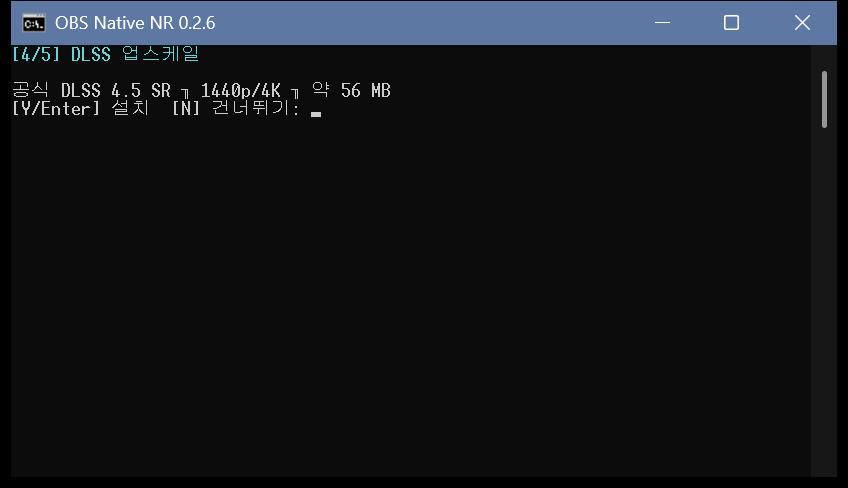 OBS Native NR 0.2.6
[4/5] DLSS 업스케일
공식 DLSS 4.5 SR ╖ 1440p/4K ╖ 약 56 MB
[Y/Enter] 설치  [N] 건너뛰기: